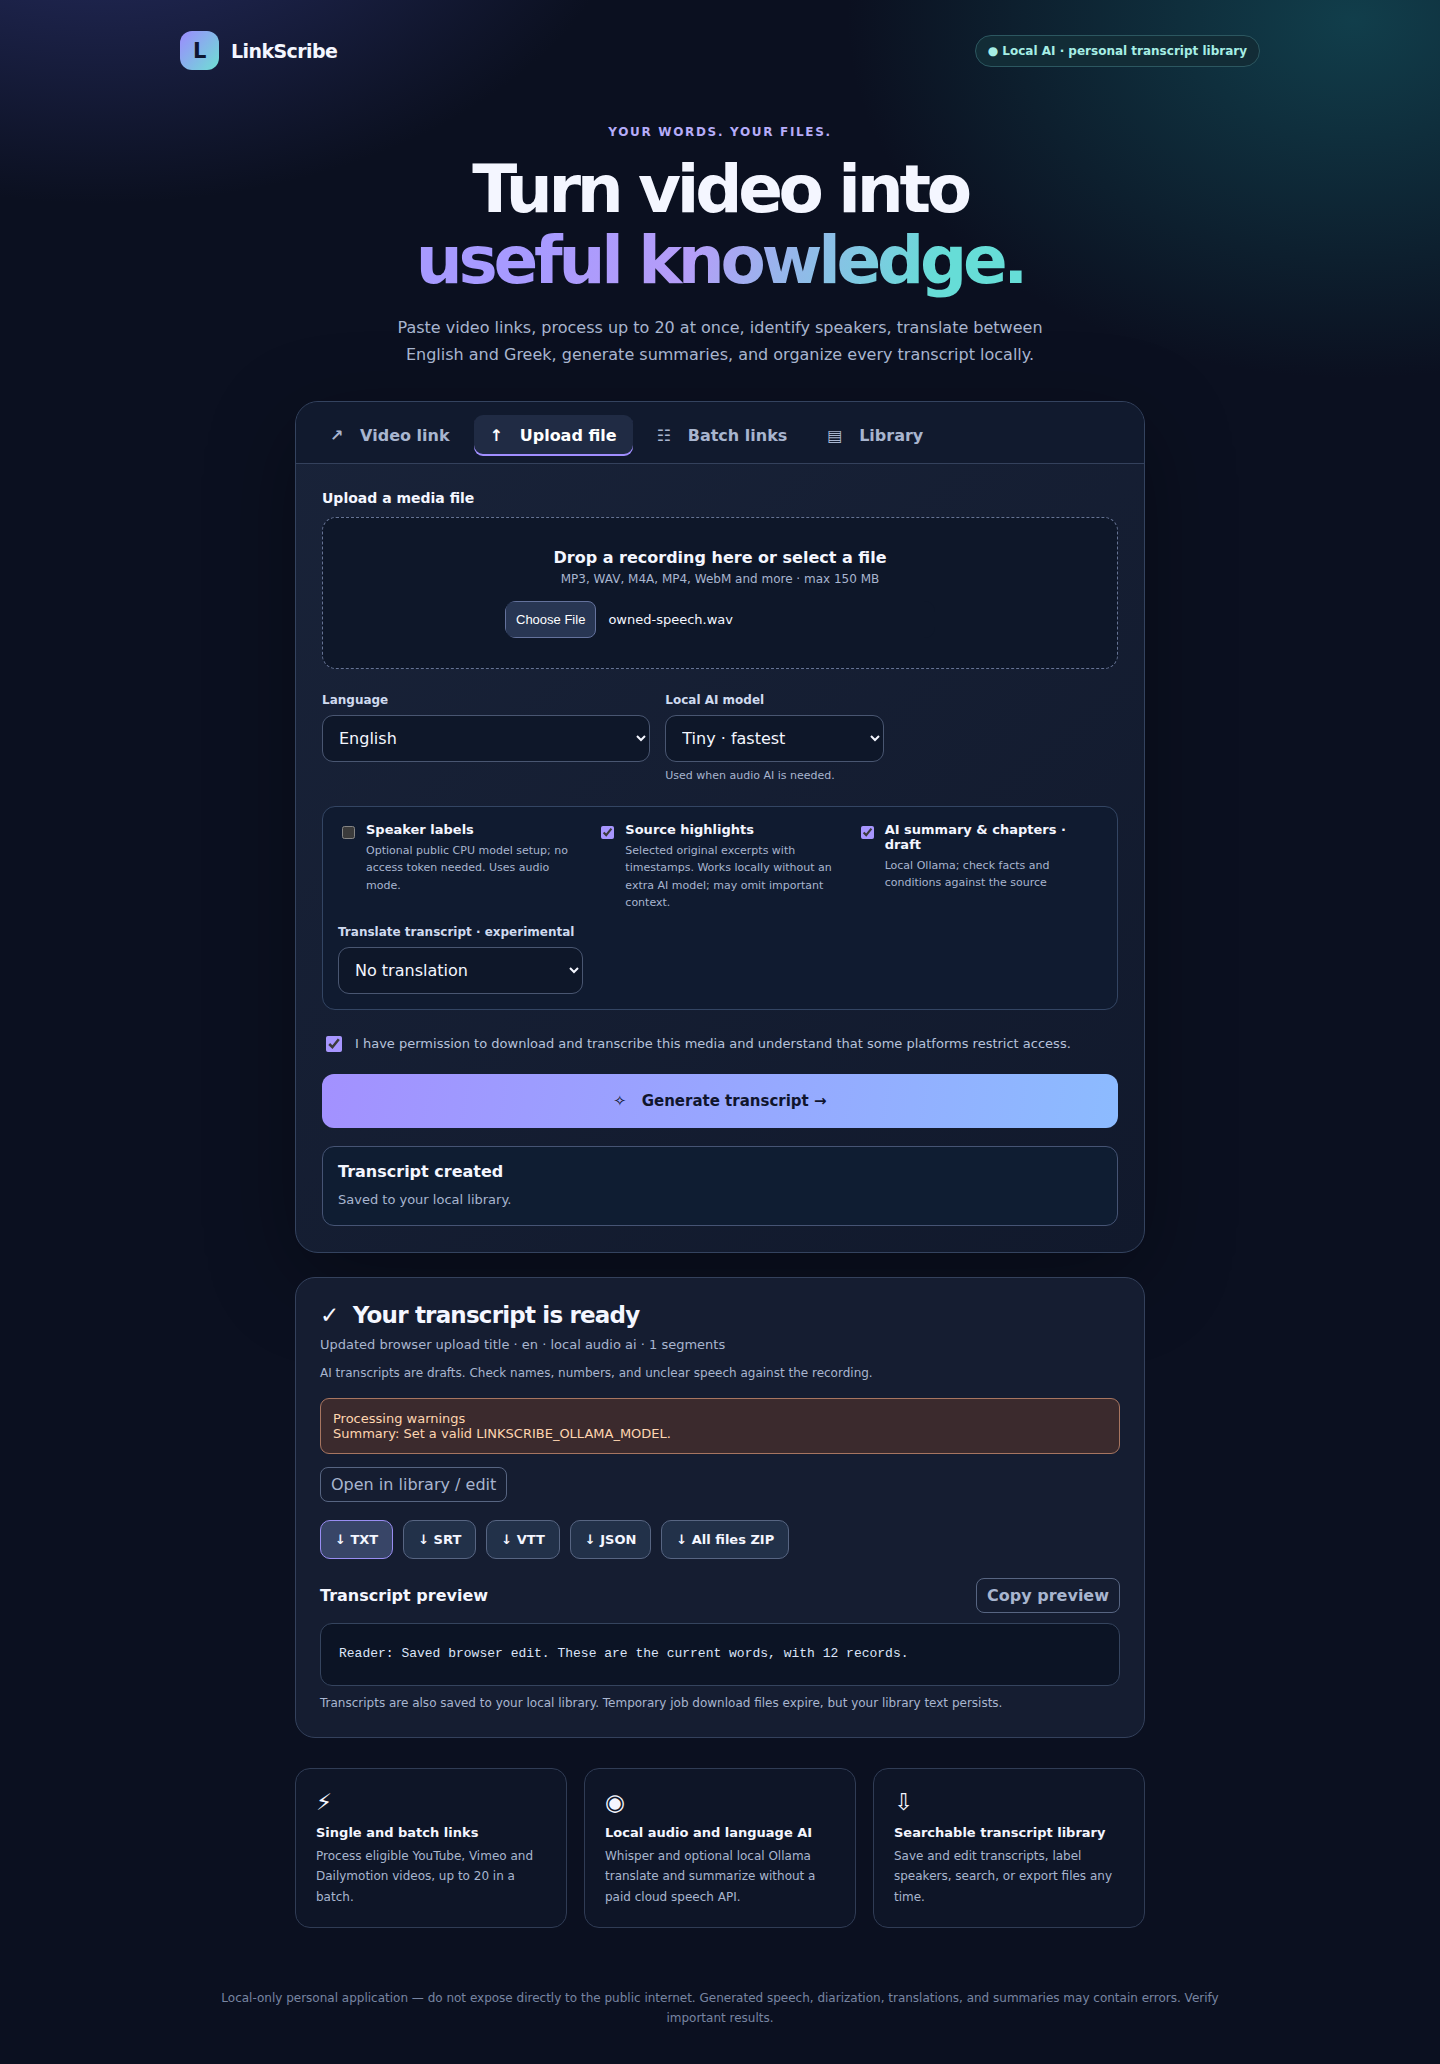 L LinkScribe
● Local AI · personal transcript library
YOUR WORDS. YOUR FILES.
Turn video into
useful knowledge.
Paste video links, process up to 20 at once, identify speakers, translate between
English and Greek, generate summaries, and organize every transcript locally.
↗ Video link
↑ Upload file
☷ Batch links
▤ Library
Upload a media file
Drop a recording here or select a file
MP3, WAV, M4A, MP4, WebM and more · max 150 MB
Choose File owned-speech.wav
Language
English
Local AI model
Tiny · fastest
Used when audio AI is needed.
Speaker labels
Optional public CPU model setup; no
access token needed. Uses audio
mode.
Source highlights
Selected original excerpts with
timestamps. Works locally without an
extra AI model; may omit important
context.
AI summary & chapters ·
draft
Local Ollama; check facts and
conditions against the source
Translate transcript · experimental
No translation
I have permission to download and transcribe this media and understand that some platforms restrict access.
✧ Generate transcript →
Transcript created
Saved to your local library.
✓ Your transcript is ready
Updated browser upload title · en · local audio ai · 1 segments
AI transcripts are drafts. Check names, numbers, and unclear speech against the recording.
Processing warnings
Summary: Set a valid LINKSCRIBE_OLLAMA_MODEL.
Open in library / edit
↓ TXT
↓ SRT
↓ VTT
↓ JSON
↓ All files ZIP
Transcript preview
Copy preview
Reader: Saved browser edit. These are the current words, with 12 records.
Transcripts are also saved to your local library. Temporary job download files expire, but your library text persists.
⚡
Single and batch links
Process eligible YouTube, Vimeo and
Dailymotion videos, up to 20 in a
batch.
◉
Local audio and language AI
Whisper and optional local Ollama
translate and summarize without a
paid cloud speech API.
⇩
Searchable transcript library
Save and edit transcripts, label
speakers, search, or export files any
time.
Local-only personal application — do not expose directly to the public internet. Generated speech, diarization, translations, and summaries may contain errors. Verify
important results.